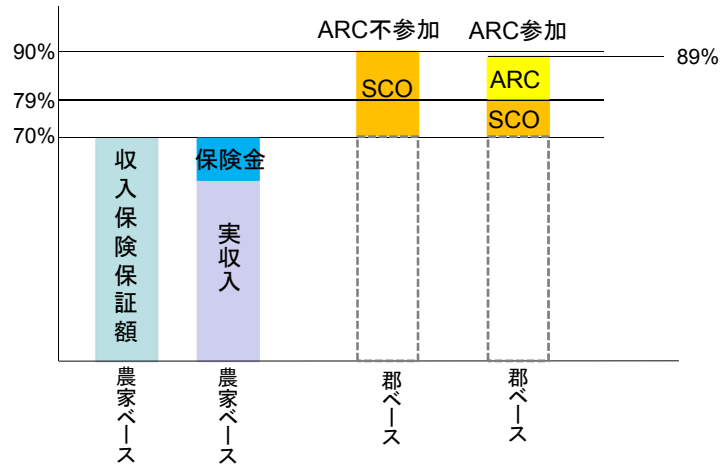 ARC不参加
ARC参加
90%
89%
SCO
ARC
79%
SCO
70%
収入保険保証額
保険金
実収入
農家ベース
農家ベース
郡ベース
郡ベース